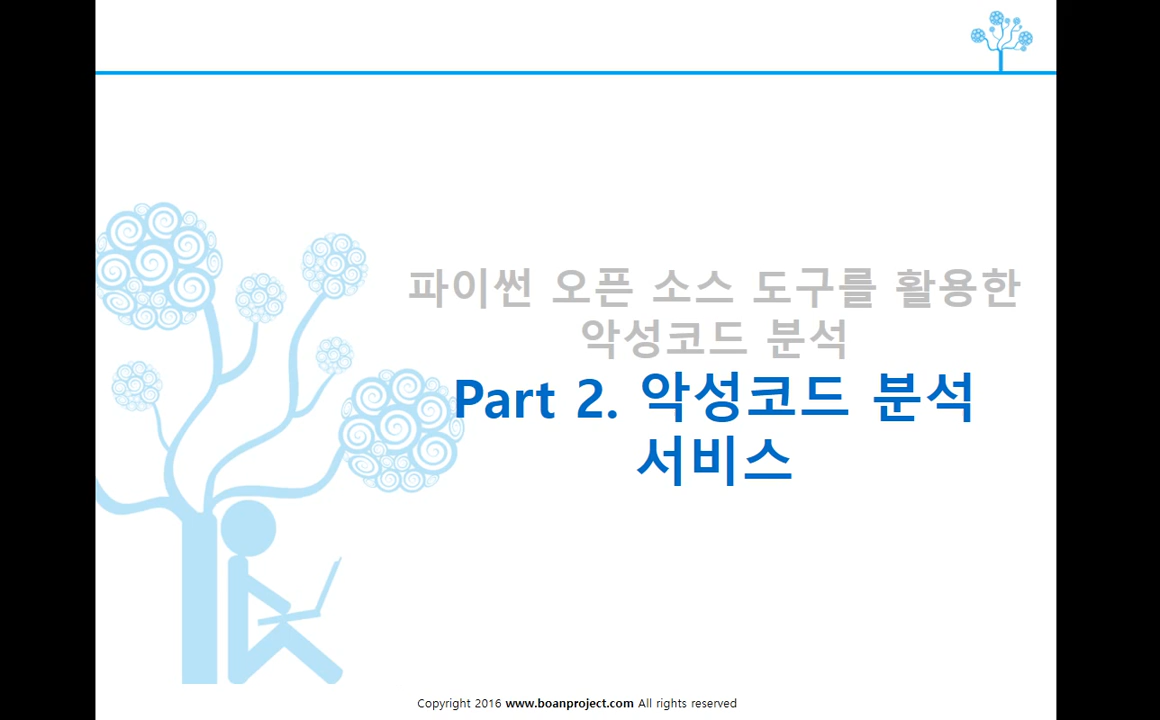 파이썬 오픈 소스 도구를 활용한
악성코드 분석
Part 2. 악성코드 분석
서비스
Copyright 2016 www.boanproject.com All rights reserved